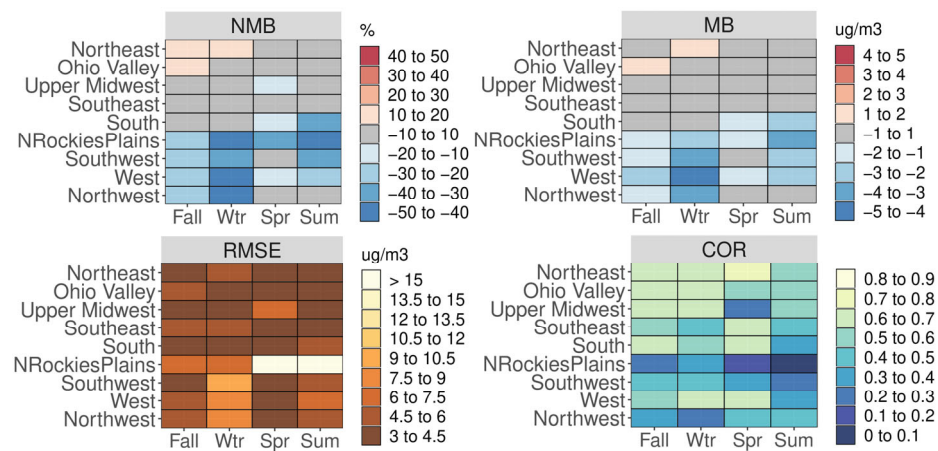 NMB
%
Northeast
Ohio Valley
Upper Midwest
Southeast
South
NRockiesPlains
Southwest
West
Northwest
Fall Wtr Spr Sum
40 to 50
30 to 40
20 to 30
10 to 20
−10 to 10
−20 to −10
−30 to −20
−40 to −30
−50 to −40
MB
ug/m3
Northeast
Ohio Valley
Upper Midwest
Southeast
South
NRockiesPlains
Southwest
West
Northwest
Fall Wtr Spr Sum
4 to 5
3 to 4
2 to 3
1 to 2
−1 to 1
−2 to −1
−3 to −2
−4 to −3
−5 to −4
RMSE
ug/m3
Northeast
Ohio Valley
Upper Midwest
Southeast
South
NRockiesPlains
Southwest
West
Northwest
Fall Wtr Spr Sum
> 15
13.5 to 15
12 to 13.5
10.5 to 12
9 to 10.5
7.5 to 9
6 to 7.5
4.5 to 6
3 to 4.5
COR
Northeast
Ohio Valley
Upper Midwest
Southeast
South
NRockiesPlains
Southwest
West
Northwest
Fall Wtr Spr Sum
0.8 to 0.9
0.7 to 0.8
0.6 to 0.7
0.5 to 0.6
0.4 to 0.5
0.3 to 0.4
0.2 to 0.3
0.1 to 0.2
0 to 0.1